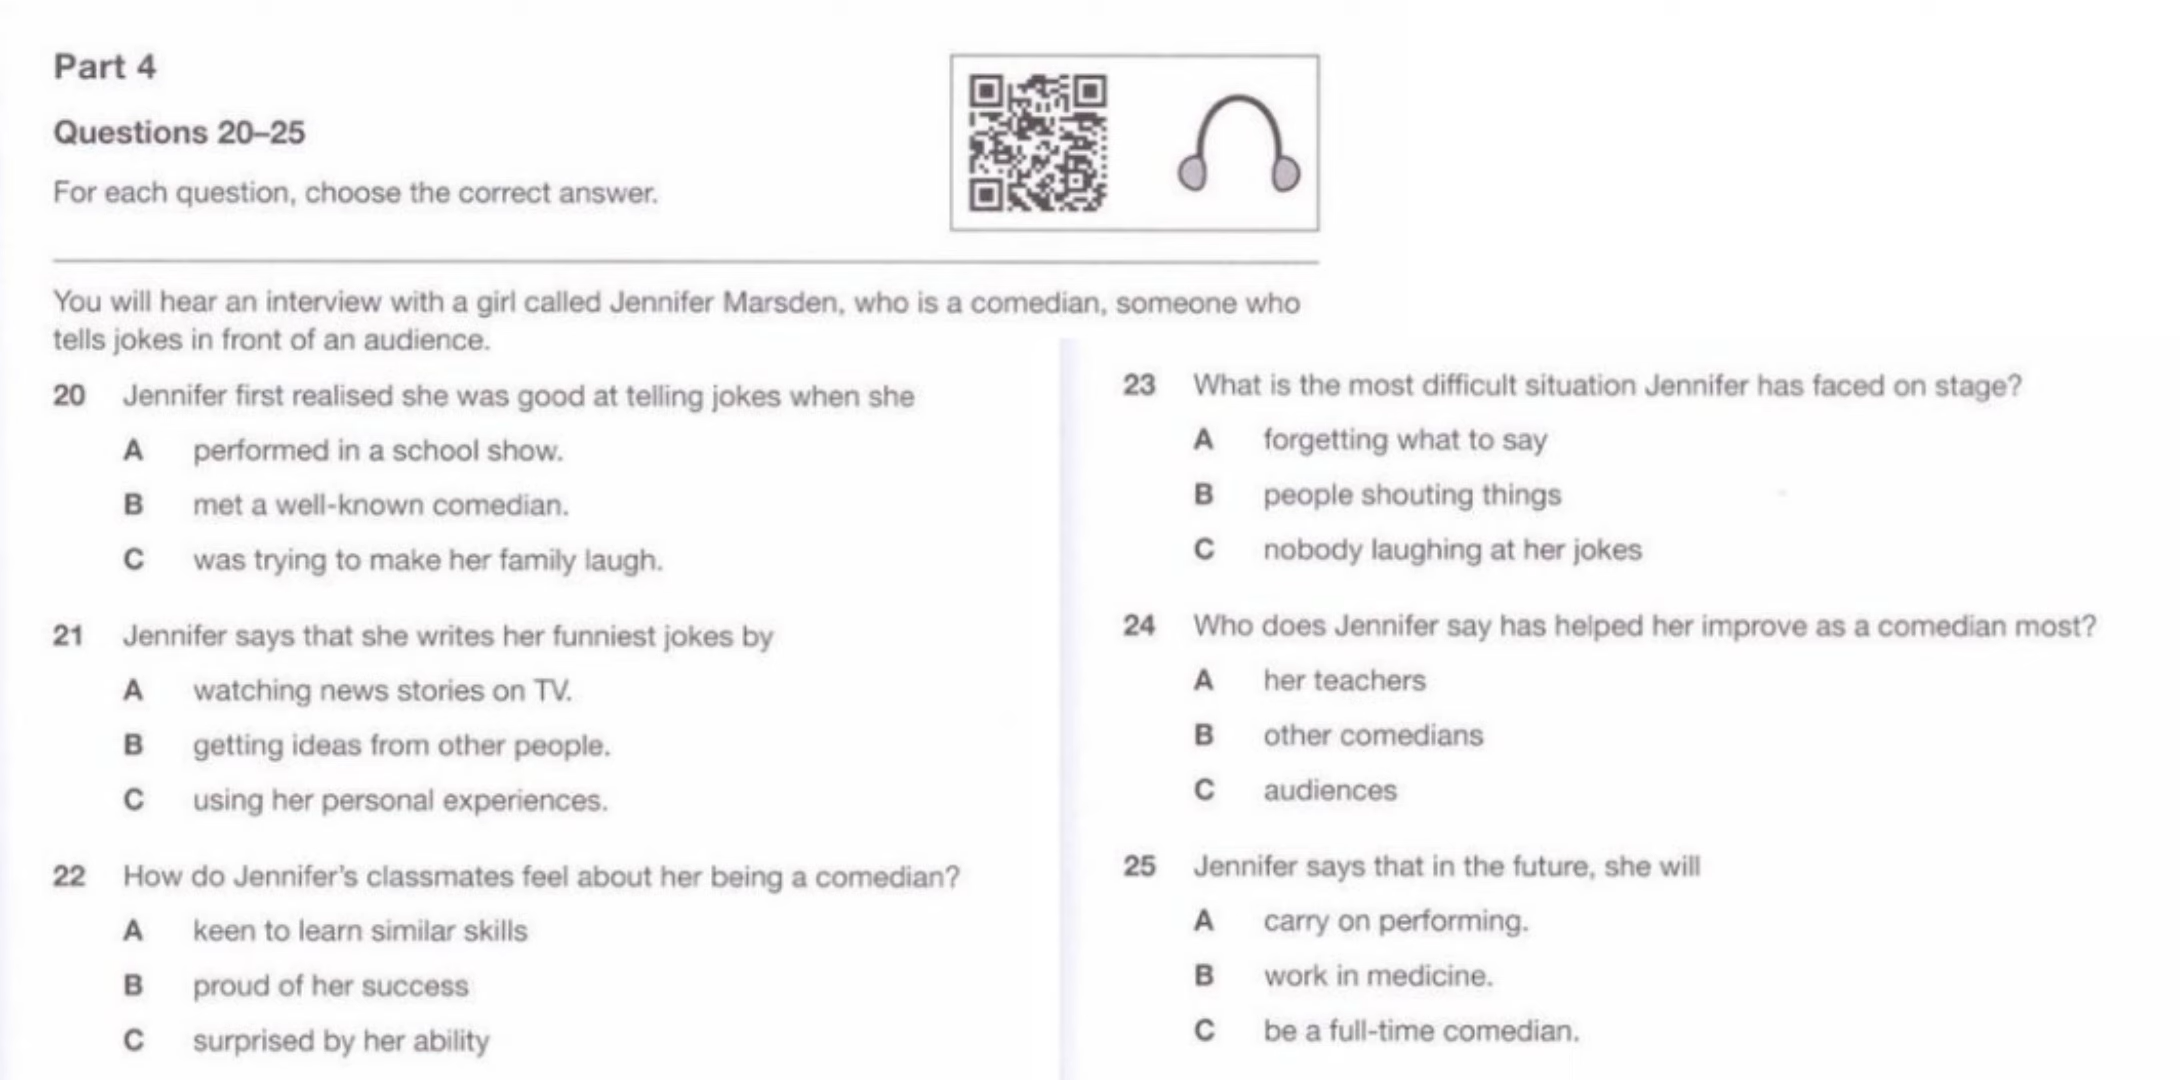 Part 4
Questions 20–25
For each question, choose the correct answer.
You will hear an interview with a girl called Jennifer Marsden, who is a comedian, someone who
tells jokes in front of an audience.
20 Jennifer first realised she was good at telling jokes when she
A performed in a school show.
B met a well-known comedian.
C was trying to make her family laugh.
21 Jennifer says that she writes her funniest jokes by
A watching news stories on TV.
B getting ideas from other people.
C using her personal experiences.
22 How do Jennifer's classmates feel about her being a comedian?
A keen to learn similar skills
B proud of her success
C surprised by her ability
23 What is the most difficult situation Jennifer has faced on stage?
A forgetting what to say
B people shouting things
C nobody laughing at her jokes
24 Who does Jennifer say has helped her improve as a comedian most?
A her teachers
B other comedians
C audiences
25 Jennifer says that in the future, she will
A carry on performing.
B work in medicine.
C be a full-time comedian.